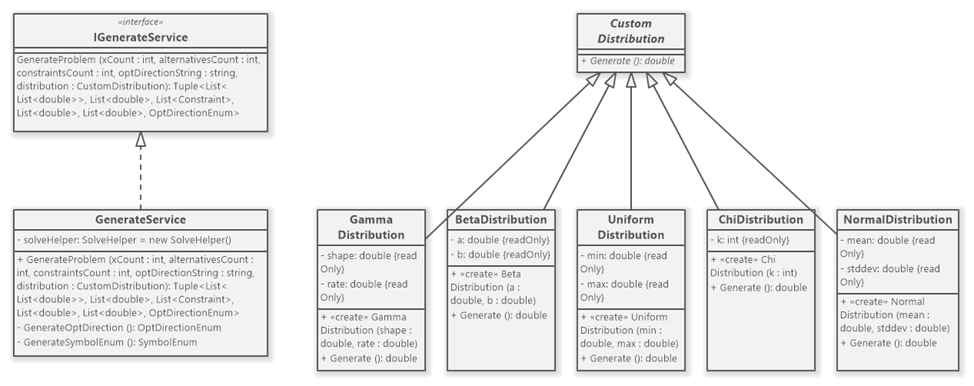 «interface»
IGenerateService
GenerateProblem (xCount : int, alternativesCount : int,
constraintsCount : int, optDirectionString : string,
distribution : CustomDistribution): Tuple<List<
List<double>>, List<double>, List<Constraint>,
List<double>, List<double>, OptDirectionEnum>
GenerateService
- solveHelper: SolveHelper = new SolveHelper()
+ GenerateProblem (xCount : int, alternativesCount :
int, constraintsCount : int, optDirectionString : string,
distribution : CustomDistribution): Tuple<List<
List<double>>, List<double>, List<Constraint>,
List<double>, List<double>, OptDirectionEnum>
- GenerateOptDirection (): OptDirectionEnum
- GenerateSymbolEnum (): SymbolEnum
Custom
Distribution
+ Generate (): double
Gamma
Distribution
- shape: double {read
Only}
- rate: double {read
Only}
+ «create» Gamma
Distribution (shape :
double, rate : double)
+ Generate (): double
BetaDistribution
- a: double {readOnly}
- b: double {readOnly}
+ «create» Beta
Distribution (a :
double, b : double)
+ Generate (): double
Uniform
Distribution
- min: double {read
Only}
- max: double {read
Only}
+ «create» Uniform
Distribution (min :
double, max : double)
+ Generate (): double
ChiDistribution
- k: int {readOnly}
+ «create» Chi
Distribution (k : int)
+ Generate (): double
NormalDistribution
- mean: double {read
Only}
- stddev: double {read
Only}
+ «create» Normal
Distribution (mean :
double, stddev : double)
+ Generate (): double